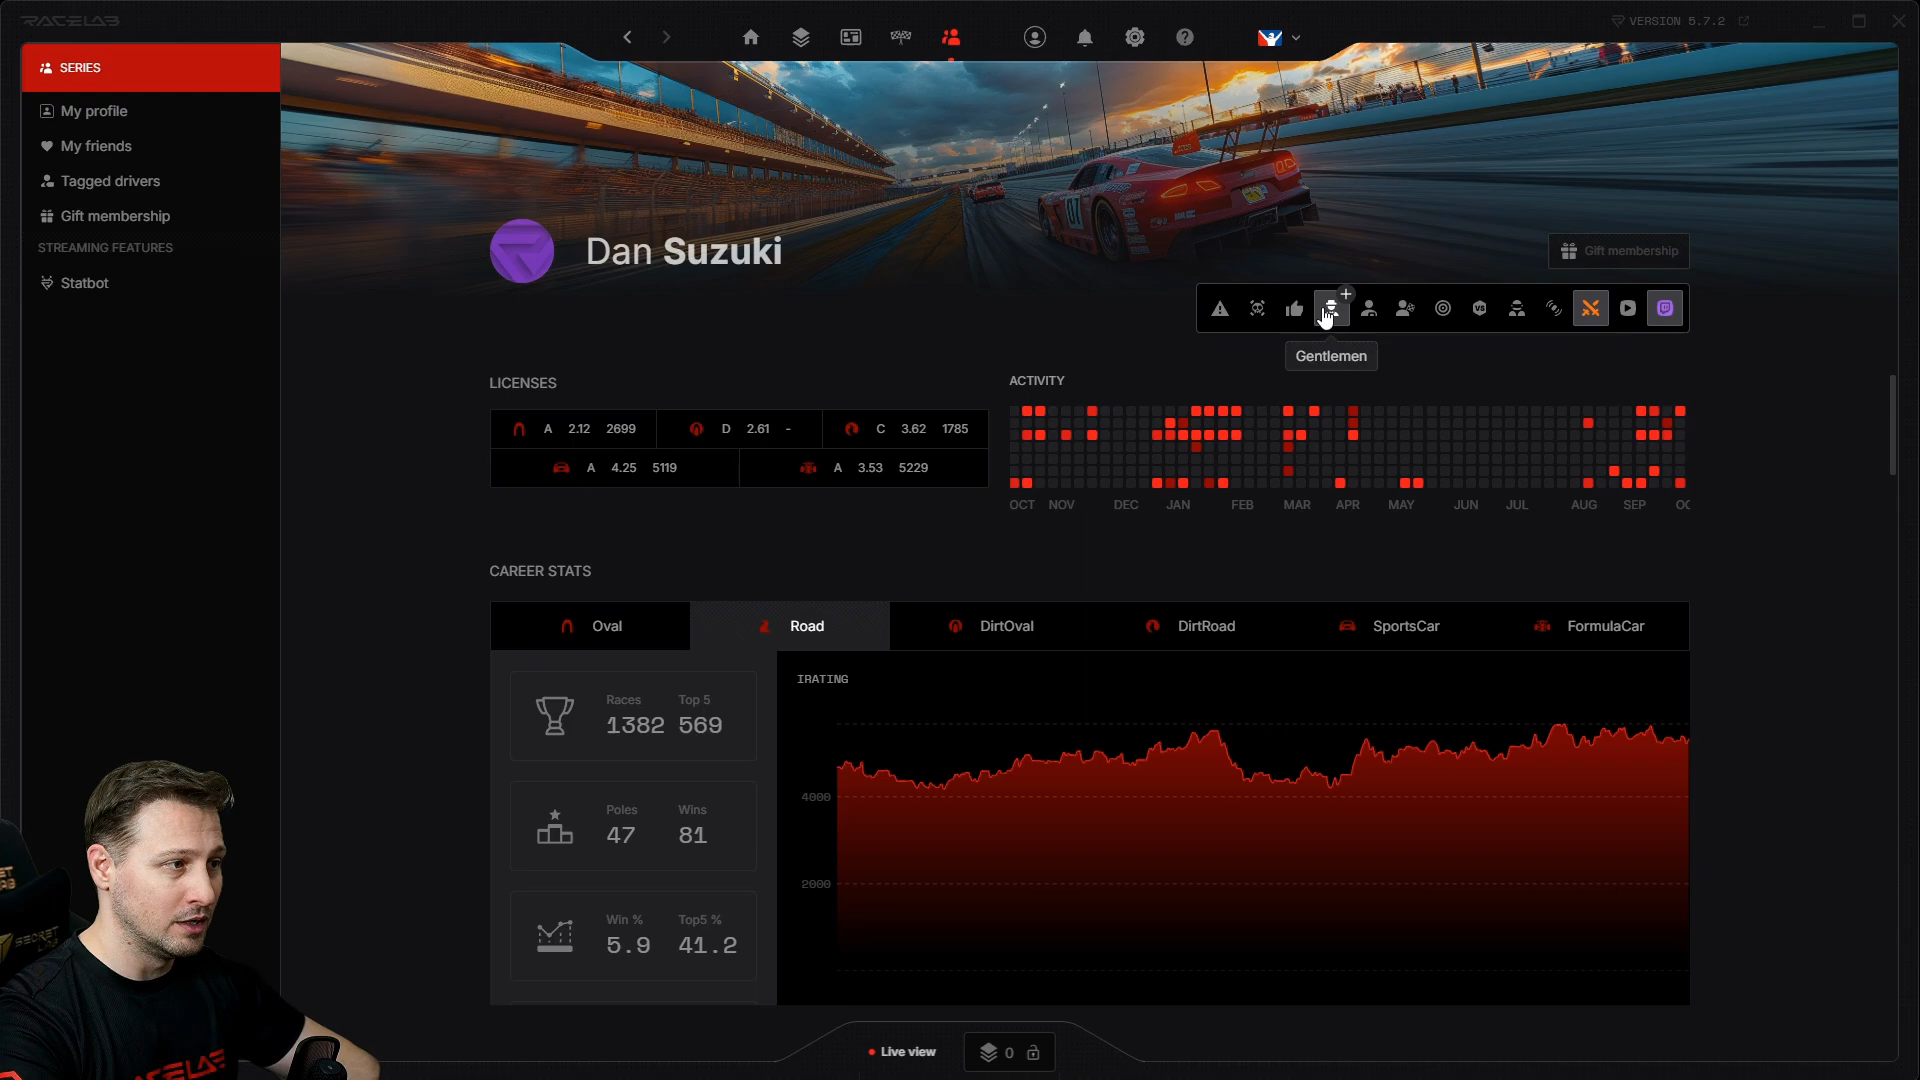 RACELAB
VERSION 5.7.2
SERIES
My profile
My friends
Tagged drivers
Gift membership
STREAMING FEATURES
Statbot
Dan Suzuki
Gift membership
Gentlemen
LICENSES
A 2.12 2699
D 2.61 -
C 3.62 1785
A 4.25 5119
A 3.53 5229
ACTIVITY
OCT NOV DEC JAN FEB MAR APR MAY JUN JUL AUG SEP OC
CAREER STATS
Oval
Road
DirtOval
DirtRoad
SportsCar
FormulaCar
Races Top 5
1382 569
Poles Wins
47 81
Win % Top5 %
5.9 41.2
IRATING
4000
2000
Live view
0
RACELAB